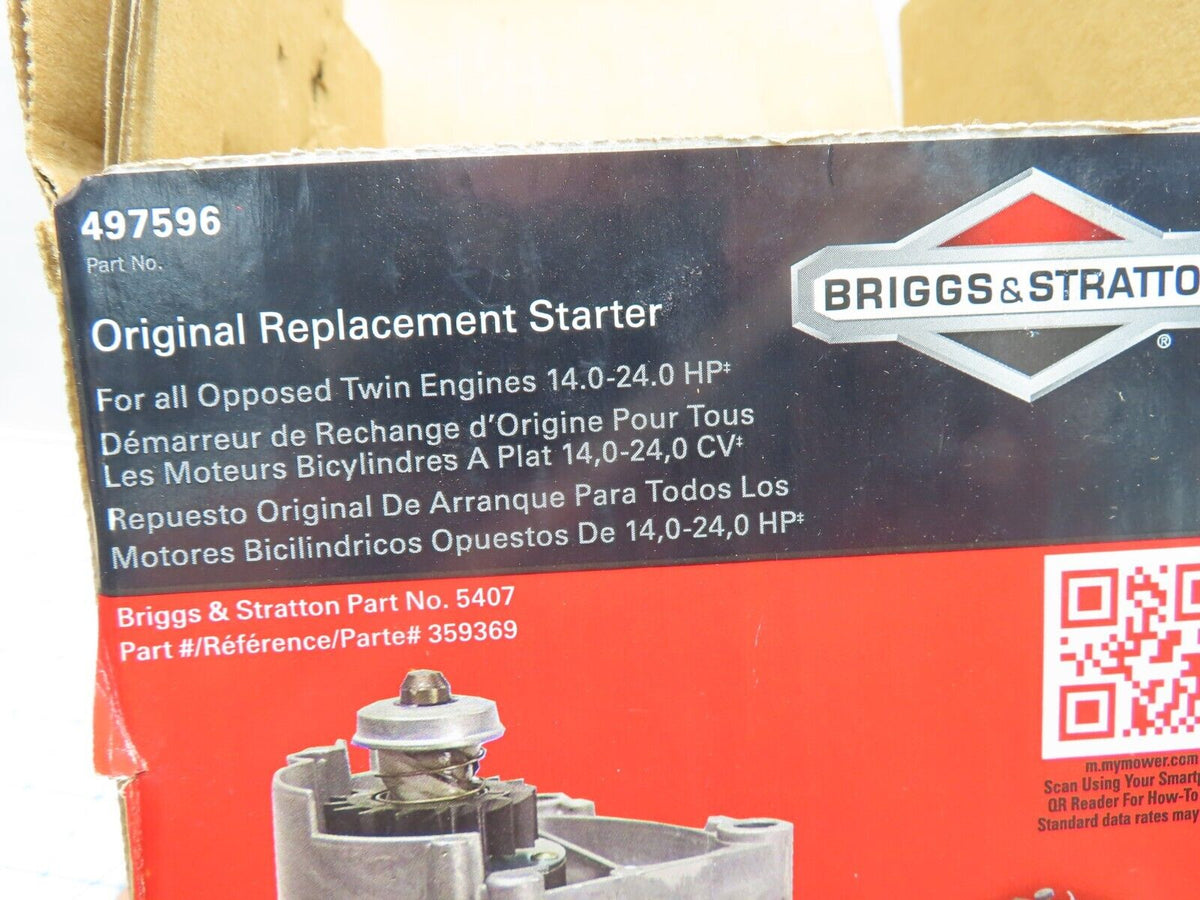 497596
Part No.
Original Replacement Starter
For all Opposed Twin Engines 14.0-24.0 HP‡
Démarreur de Rechange d'Origine Pour Tous
Les Moteurs Bicylindres A Plat 14,0-24,0 CV‡
Repuesto Original De Arranque Para Todos Los
Motores Bicilindricos Opuestos De 14,0-24,0 HP‡
BRIGGS & STRATTO
®
Briggs & Stratton Part No. 5407
Part #/Référence/Parte# 359369
m.mymower.com
Scan Using Your
QR Reader For How-To
Standard data rates may